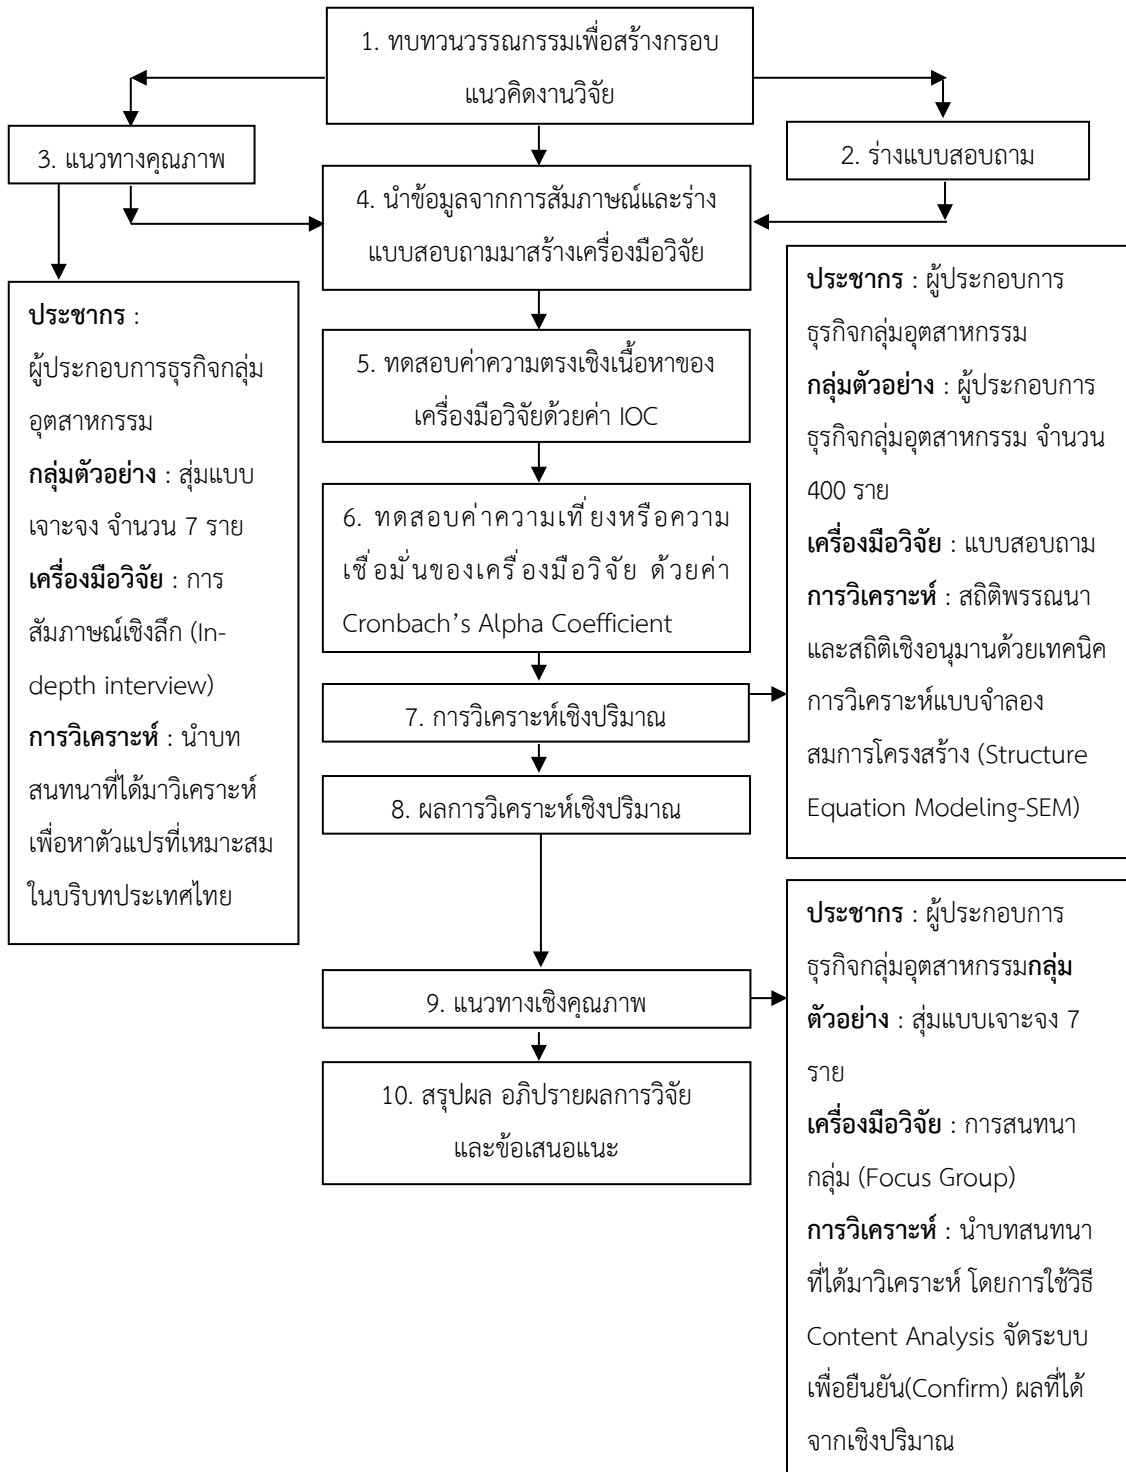 1. ทบทวนวรรณกรรมเพื่อสร้างกรอบ
แนวคิดงานวิจัย
3. แนวทางคุณภาพ
2. ร่างแบบสอบถาม
4. นำข้อมูลจากการสัมภาษณ์และร่าง
แบบสอบถามมาสร้างเครื่องมือวิจัย
ประชากร :
ผู้ประกอบการธุรกิจกลุ่ม
อุตสาหกรรม
กลุ่มตัวอย่าง : สุ่มแบบ
เจาะจง จำนวน 7 ราย
เครื่องมือวิจัย : การ
สัมภาษณ์เชิงลึก (In-
depth interview)
การวิเคราะห์ : นำบท
สนทนาที่ได้มาวิเคราะห์
เพื่อหาตัวแปรที่เหมาะสม
ในบริบทประเทศไทย
5. ทดสอบค่าความตรงเชิงเนื้อหาของ
เครื่องมือวิจัยด้วยค่า IOC
6. ทดสอบค่าความเที่ยงหรือความ
เชื่อมั่นของเครื่องมือวิจัย ด้วยค่า
Cronbach's Alpha Coefficient
7. การวิเคราะห์เชิงปริมาณ
8. ผลการวิเคราะห์เชิงปริมาณ
ประชากร : ผู้ประกอบการ
ธุรกิจกลุ่มอุตสาหกรรม
กลุ่มตัวอย่าง : ผู้ประกอบการ
ธุรกิจกลุ่มอุตสาหกรรม จำนวน
400 ราย
เครื่องมือวิจัย : แบบสอบถาม
การวิเคราะห์ : สถิติพรรณนา
และสถิติเชิงอนุมานด้วยเทคนิค
การวิเคราะห์แบบจำลอง
สมการโครงสร้าง (Structure
Equation Modeling-SEM)
9. แนวทางเชิงคุณภาพ
10. สรุปผล อภิปรายผลการวิจัย
และข้อเสนอแนะ
ประชากร : ผู้ประกอบการ
ธุรกิจกลุ่มอุตสาหกรรมกลุ่ม
ตัวอย่าง : สุ่มแบบเจาะจง 7
ราย
เครื่องมือวิจัย : การสนทนา
กลุ่ม (Focus Group)
การวิเคราะห์ : นำบทสนทนา
ที่ได้มาวิเคราะห์ โดยการใช้วิธี
Content Analysis จัดระบบ
เพื่อยืนยัน(Confirm) ผลที่ได้
จากเชิงปริมาณ